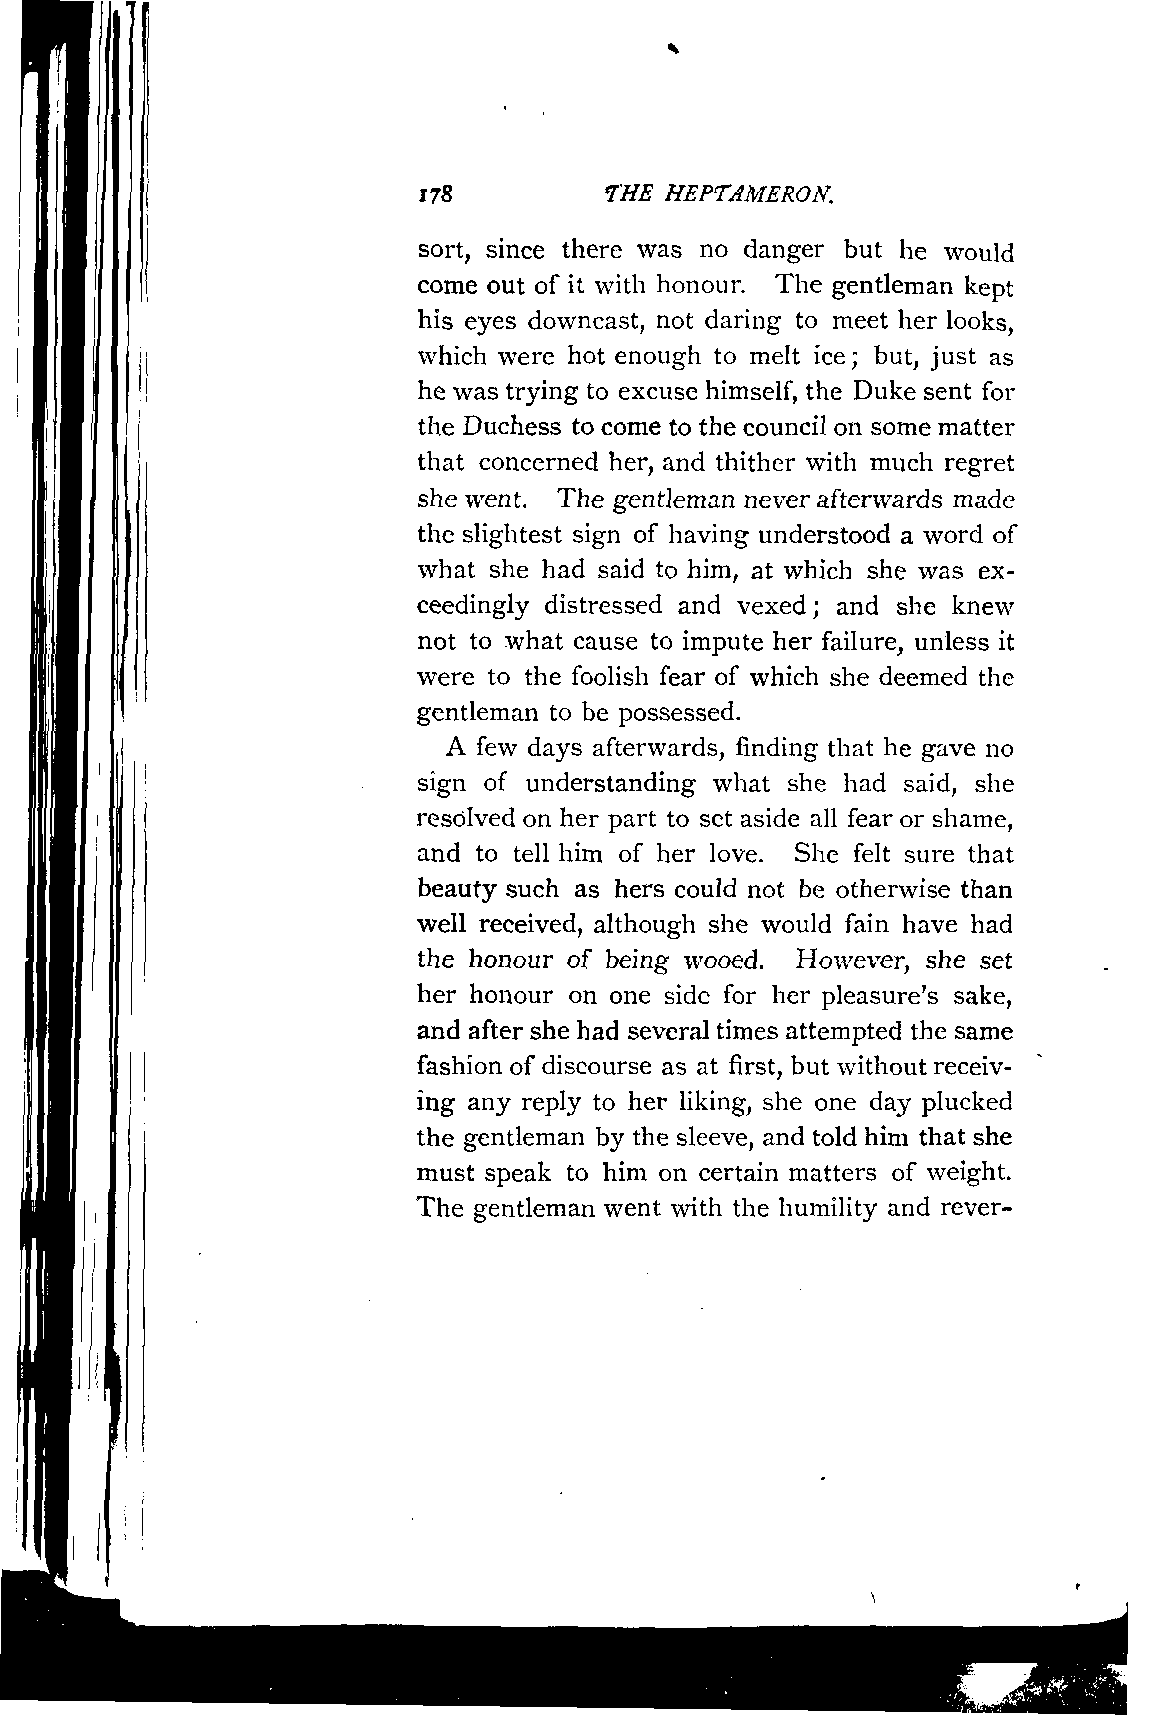 178 THE HEPTAMERON.
sort, since there was no danger but he would
come out of it with honour. The gentleman kept
his eyes downcast, not daring to meet her looks,
which were hot enough to melt ice; but, just as
he was trying to excuse himself, the Duke sent for
the Duchess to come to the council on some matter
that concerned her, and thither with much regret
she went. The gentleman never afterwards made
the slightest sign of having understood a word of
what she had said to him, at which she was ex-
ceedingly distressed and vexed; and she knew
not to what cause to impute her failure, unless it
were to the foolish fear of which she deemed the
gentleman to be possessed.
A few days afterwards, finding that he gave no
sign of understanding what she had said, she
resolved on her part to set aside all fear or shame,
and to tell him of her love. She felt sure that
beauty such as hers could not be otherwise than
well received, although she would fain have had
the honour of being wooed. However, she set
her honour on one side for her pleasure's sake,
and after she had several times attempted the same
fashion of discourse as at first, but without receiv-
ing any reply to her liking, she one day plucked
the gentleman by the sleeve, and told him that she
must speak to him on certain matters of weight.
The gentleman went with the humility and rever-